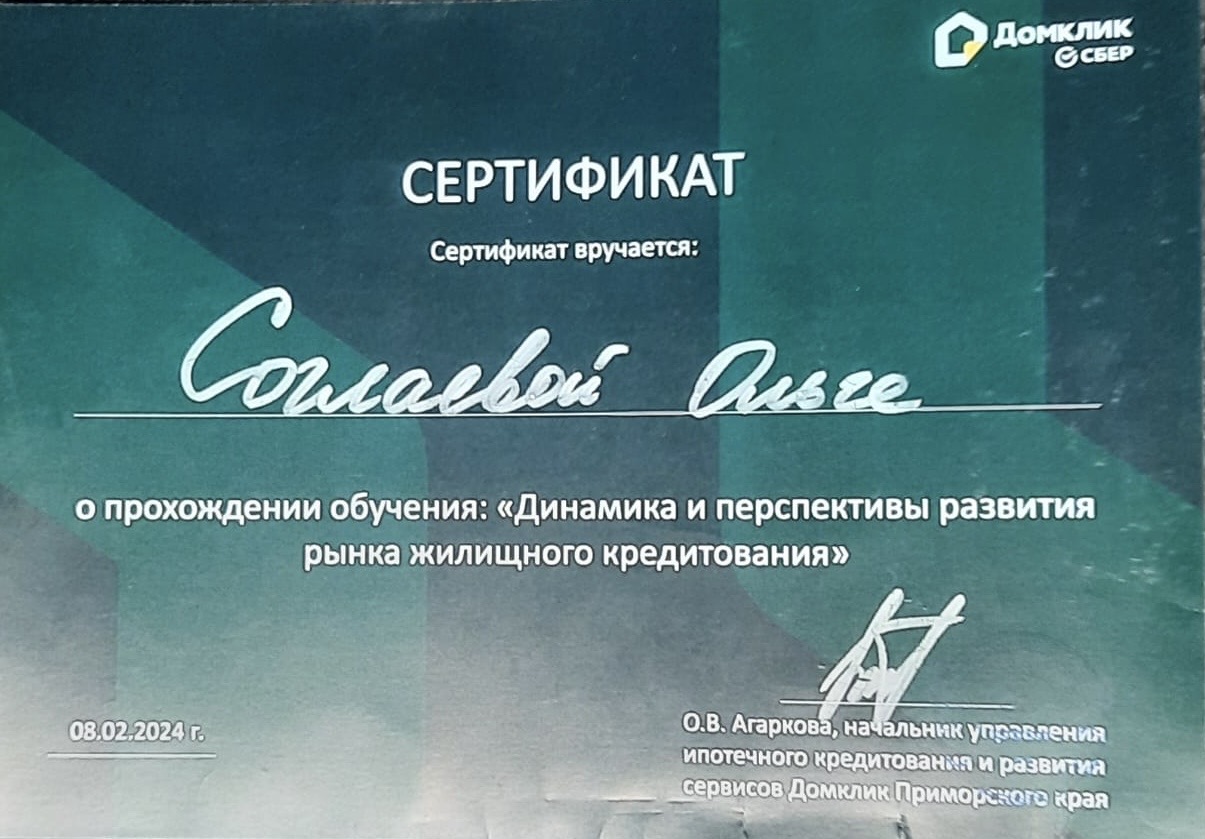 Домклик
СБЕР
СЕРТИФИКАТ
Сертификат вручается:
Соглаевой Ольге
о прохождении обучения: «Динамика и перспективы развития
рынка жилищного кредитования»
08.02.2024 г.
О.В. Агаркова, начальник управления
ипотечного кредитования и развития
сервисов Домклик Приморского края